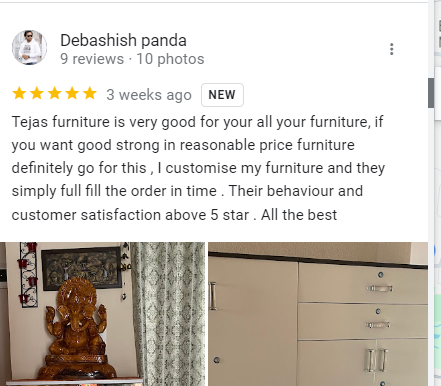 Debashish panda
9 reviews · 10 photos
3 weeks ago NEW
Tejas furniture is very good for your all your furniture, if
you want good strong in reasonable price furniture
definitely go for this , I customise my furniture and they
simply full fill the order in time . Their behaviour and
customer satisfaction above 5 star . All the best